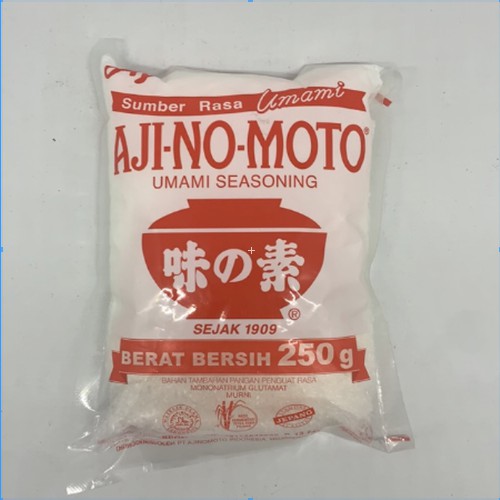 Sumber Rasa Umami
AJI-NO-MOTO®
UMAMI SEASONING
味の素
®
SEJAK 1909
BERAT BERSIH 250 g
BAHAN TAMBAHAN PANGAN PENGUAT RASA
MONONATRIUM GLUTAMAT
MURNI
JEPANG